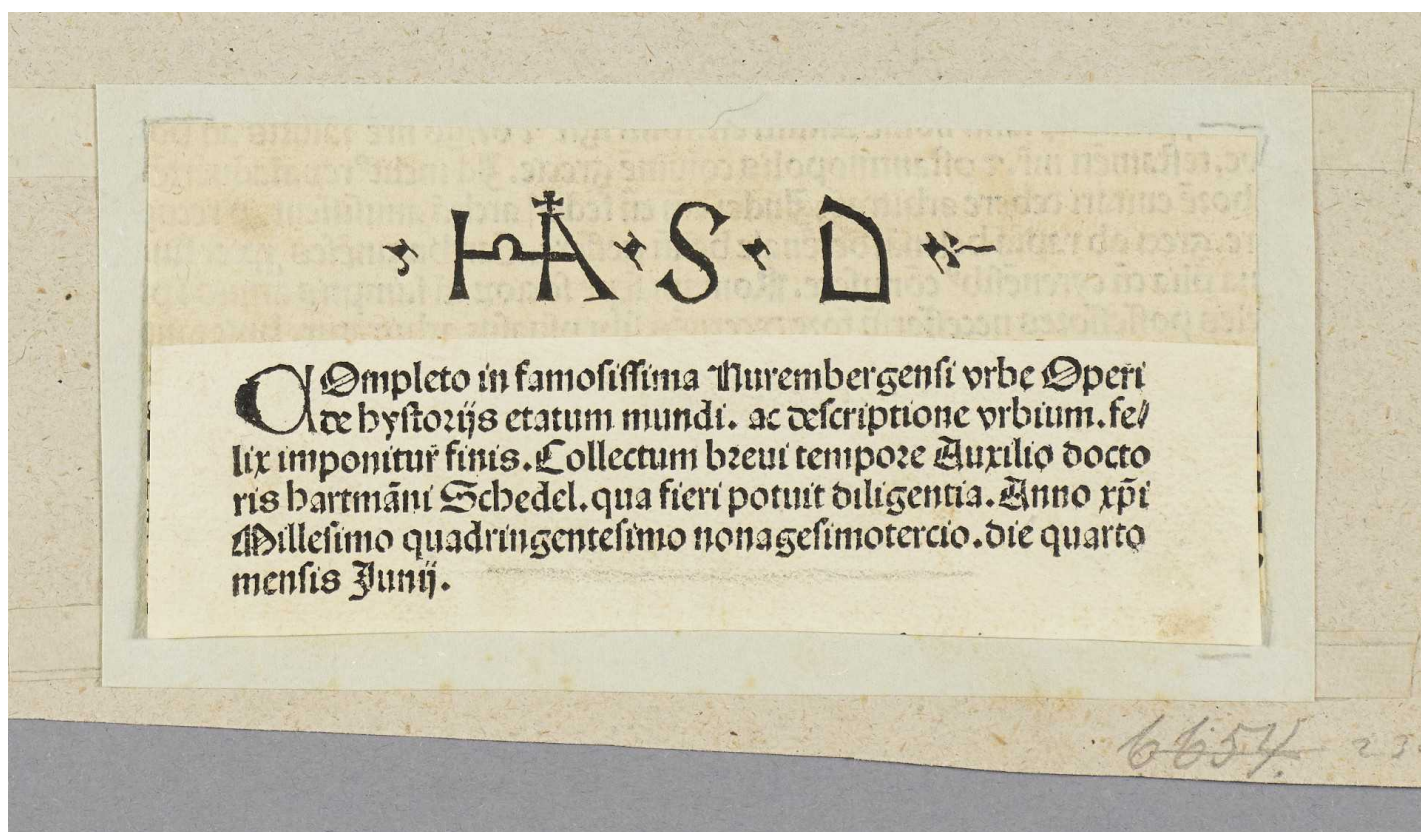 HA · S · D
COmpleto in famosissima Nurembergensi vrbe Operi
de hystorijs etatum mundi. ac descriptione vrbium. fe/
lix imponitur finis. Collectum breui tempore Auxilio docto
ris hartmãni Schedel. qua fieri potuit diligentia. Anno xp̃i
Millesimo quadringentesimo nonagesimotercio. die quarto
mensis Junij.
6654. 23